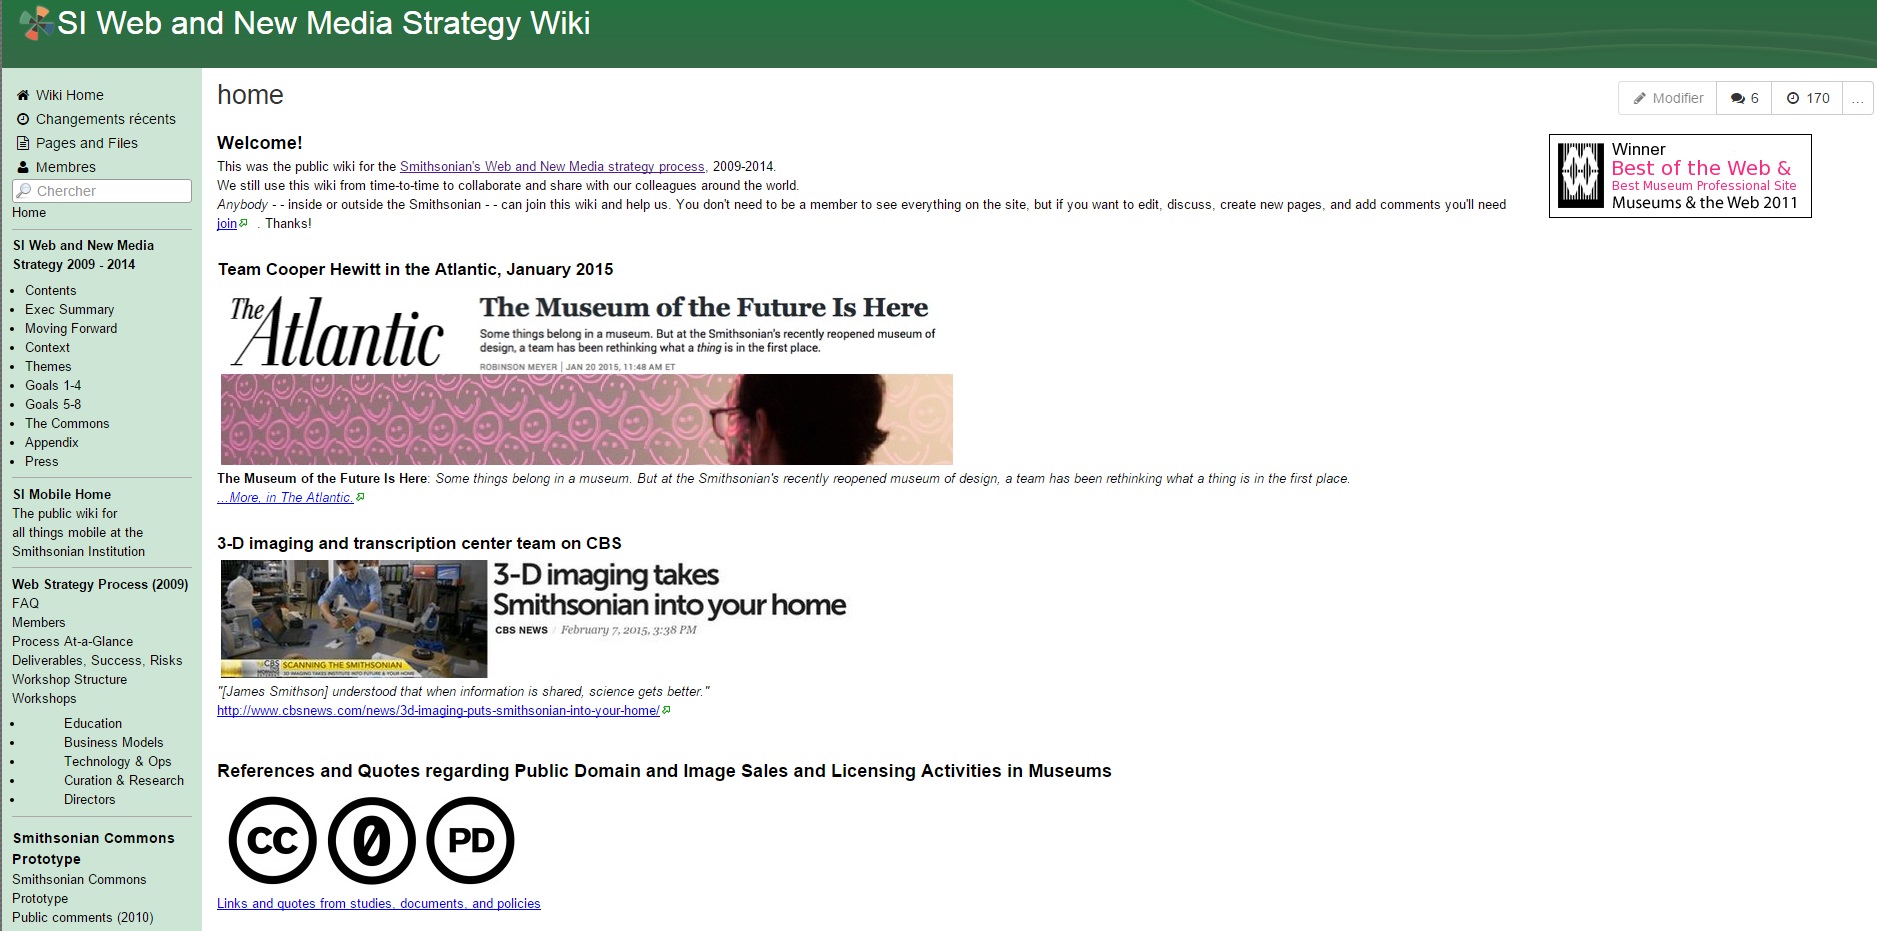 SI Web and New Media Strategy Wiki
Wiki Home
Changements récents
Pages and Files
Membres
Chercher
Home
SI Web and New Media
Strategy 2009 - 2014
Contents
Exec Summary
Moving Forward
Context
Themes
Goals 1-4
Goals 5-8
The Commons
Appendix
Press
SI Mobile Home
The public wiki for
all things mobile at the
Smithsonian Institution
Web Strategy Process (2009)
FAQ
Members
Process At-a-Glance
Deliverables, Success, Risks
Workshop Structure
Workshops
Education
Business Models
Technology & Ops
Curation & Research
Directors
Smithsonian Commons
Prototype
Smithsonian Commons
Prototype
Public comments (2010)
home
Modifier
6
170
...
Welcome!
This was the public wiki for the Smithsonian's Web and New Media strategy process, 2009-2014.
We still use this wiki from time-to-time to collaborate and share with our colleagues around the world.
Anybody - - inside or outside the Smithsonian - - can join this wiki and help us. You don't need to be a member to see everything on the site, but if you want to edit, discuss, create new pages, and add comments you'll need
join . Thanks!
Winner
Best of the Web &
Best Museum Professional Site
Museums & the Web 2011
Team Cooper Hewitt in the Atlantic, January 2015
The Atlantic
The Museum of the Future Is Here
Some things belong in a museum. But at the Smithsonian's recently reopened museum of
design, a team has been rethinking what a thing is in the first place.
ROBINSON MEYER | JAN 20 2015, 11:48 AM ET
The Museum of the Future Is Here: Some things belong in a museum. But at the Smithsonian's recently reopened museum of design, a team has been rethinking what a thing is in the first place.
...More, in The Atlantic.
3-D imaging and transcription center team on CBS
3-D imaging takes
Smithsonian into your home
CBS NEWS / February 7, 2015, 3:38 PM
CBS
SCANNING THE SMITHSONIAN
3D IMAGING TAKES INSTITUTE INTO FUTURE & YOUR HOME
"[James Smithson] understood that when information is shared, science gets better."
http://www.cbsnews.com/news/3d-imaging-puts-smithsonian-into-your-home/
References and Quotes regarding Public Domain and Image Sales and Licensing Activities in Museums
CC 0 PD
Links and quotes from studies, documents, and policies